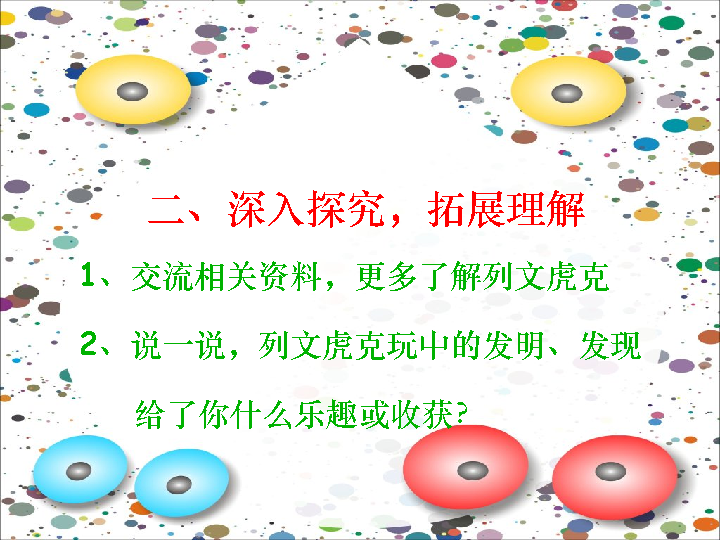 二、深入探究，拓展理解
1、交流相关资料，更多了解列文虎克
2、说一说，列文虎克玩中的发明、发现
给了你什么乐趣或收获?